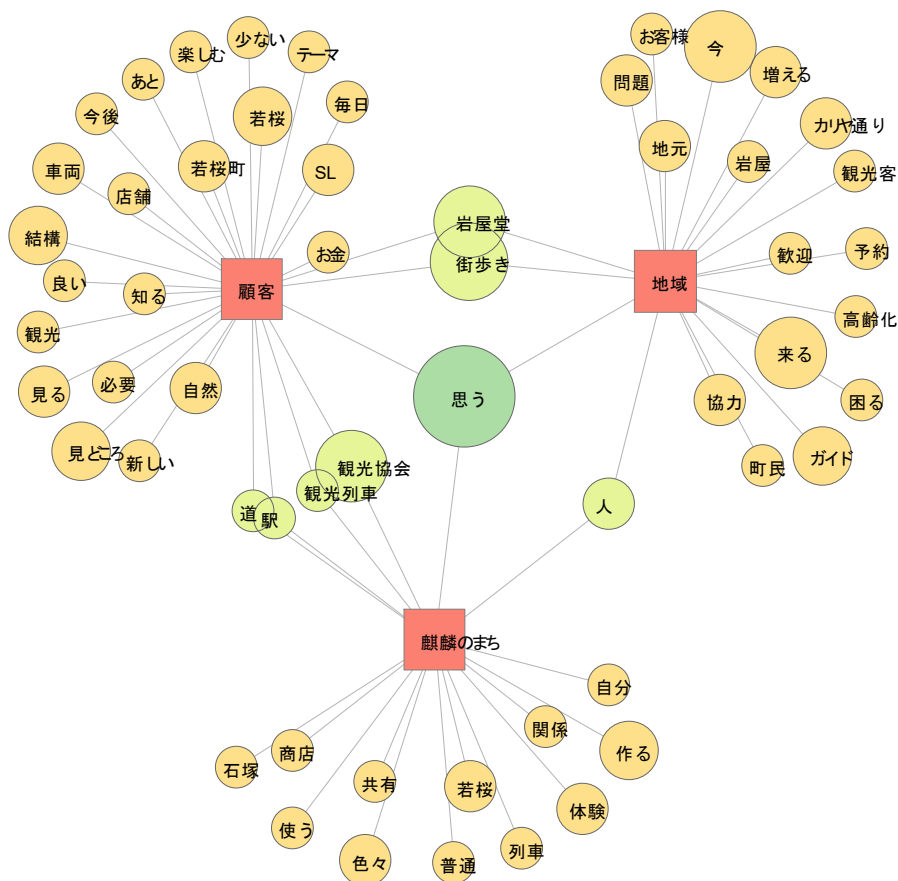 少ない
お客様
今
楽しむ
テーマ
問題
増える
あと
毎日
今後
若桜
カリヤ通り
地元
車両
若桜町
SL
岩屋
観光客
店舗
結構
岩屋堂
お金
歓迎
予約
街歩き
良い
知る
顧客
地域
観光
高齢化
来る
見る
必要
自然
思う
協力
困る
見どころ
新しい
観光協会
ガイド
町民
観光列車
道
駅
人
麒麟のまち
自分
関係
作る
石塚
商店
共有
若桜
体験
使う
色々
普通
列車